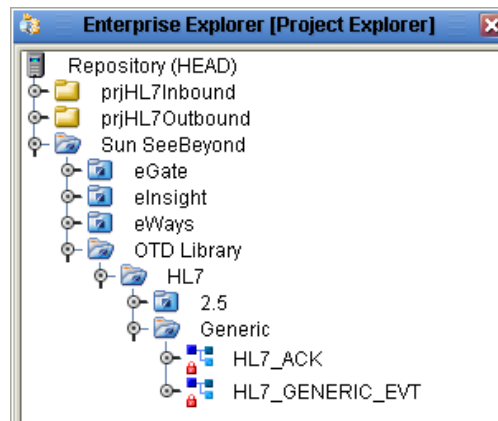 Enterprise Explorer [Project Explorer]
Repository (HEAD)
prjHL7Inbound
prjHL7Outbound
Sun SeeBeyond
eGate
eInsight
eWays
OTD Library
HL7
2.5
Generic
HL7_ACK
HL7_GENERIC_EVT